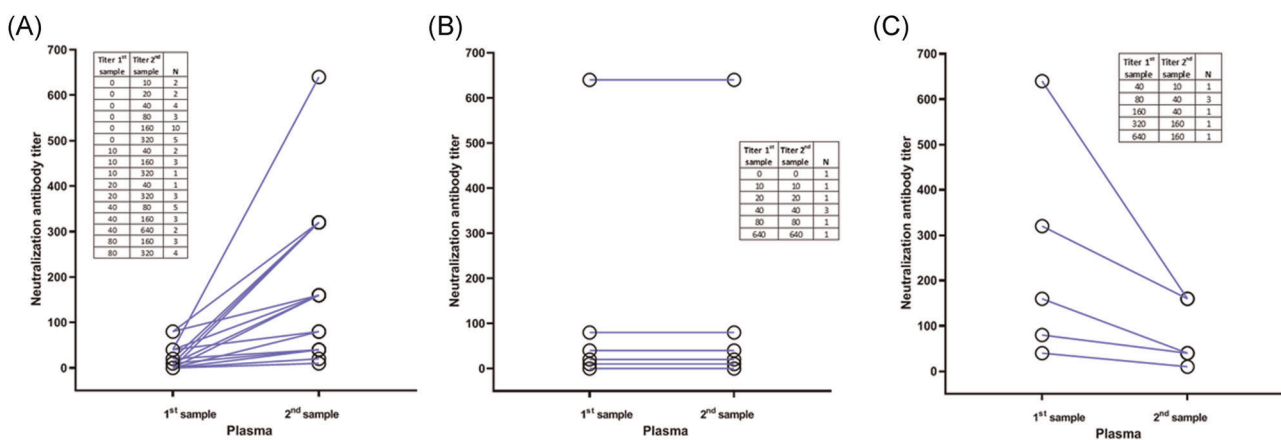 (A)
Neutralization antibody titer
700
600
500
400
300
200
100
0
Titer 1st sample Titer 2nd sample N
0 10 2
0 20 2
0 40 4
0 80 3
0 160 10
0 320 5
10 40 2
10 160 3
10 320 1
20 40 1
20 320 3
40 80 5
40 160 3
40 640 2
80 160 3
80 320 4
1st sample 2nd sample
Plasma
(B)
Neutralization antibody titer
700
600
500
400
300
200
100
0
Titer 1st sample Titer 2nd sample N
0 0 1
10 10 1
20 20 1
40 40 3
80 80 1
640 640 1
1st sample 2nd sample
Plasma
(C)
Neutralization antibody titer
700
600
500
400
300
200
100
0
Titer 1st sample Titer 2nd sample N
40 10 1
80 40 3
160 40 1
320 160 1
640 160 1
1st sample 2nd sample
Plasma